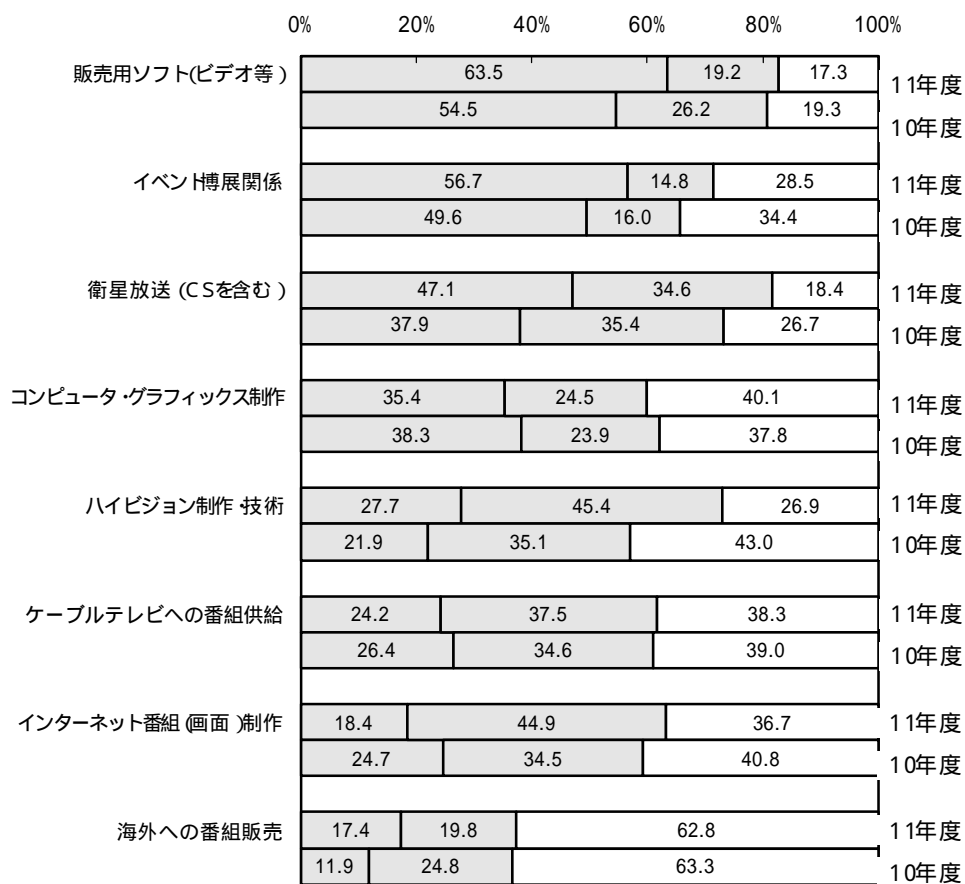 0% 20% 40% 60% 80% 100%
販売用ソフト(ビデオ等) 63.5 19.2 17.3 11年度
54.5 26.2 19.3 10年度
イベント・博展関係 56.7 14.8 28.5 11年度
49.6 16.0 34.4 10年度
衛星放送(CSを含む) 47.1 34.6 18.4 11年度
37.9 35.4 26.7 10年度
コンピュータ・グラフィックス制作 35.4 24.5 40.1 11年度
38.3 23.9 37.8 10年度
ハイビジョン制作・技術 27.7 45.4 26.9 11年度
21.9 35.1 43.0 10年度
ケーブルテレビへの番組供給 24.2 37.5 38.3 11年度
26.4 34.6 39.0 10年度
インターネット番組(画面)制作 18.4 44.9 36.7 11年度
24.7 34.5 40.8 10年度
海外への番組販売 17.4 19.8 62.8 11年度
11.9 24.8 63.3 10年度